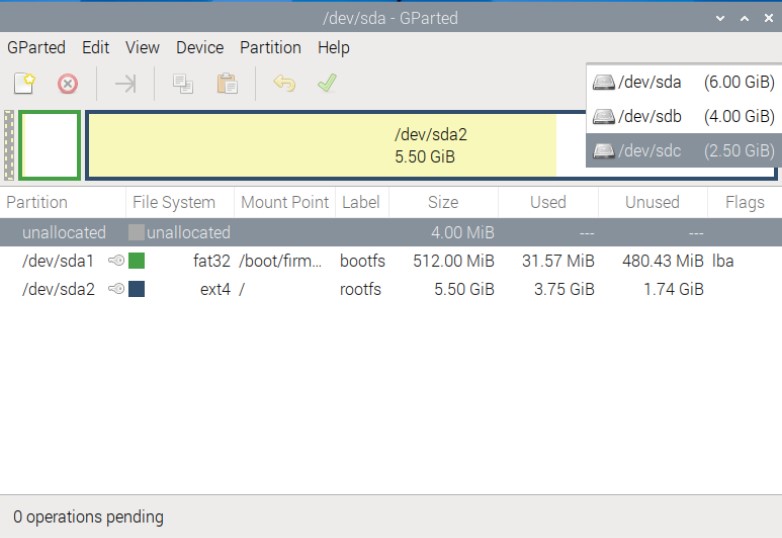 /dev/sda - GParted
GParted Edit View Device Partition Help
/dev/sda (6.00 GiB)
/dev/sdb (4.00 GiB)
/dev/sdc (2.50 GiB)
/dev/sda2
5.50 GiB
Partition File System Mount Point Label Size Used Unused Flags
unallocated unallocated 4.00 MiB --- ---
/dev/sda1 fat32 /boot/firm... bootfs 512.00 MiB 31.57 MiB 480.43 MiB lba
/dev/sda2 ext4 / rootfs 5.50 GiB 3.75 GiB 1.74 GiB
0 operations pending